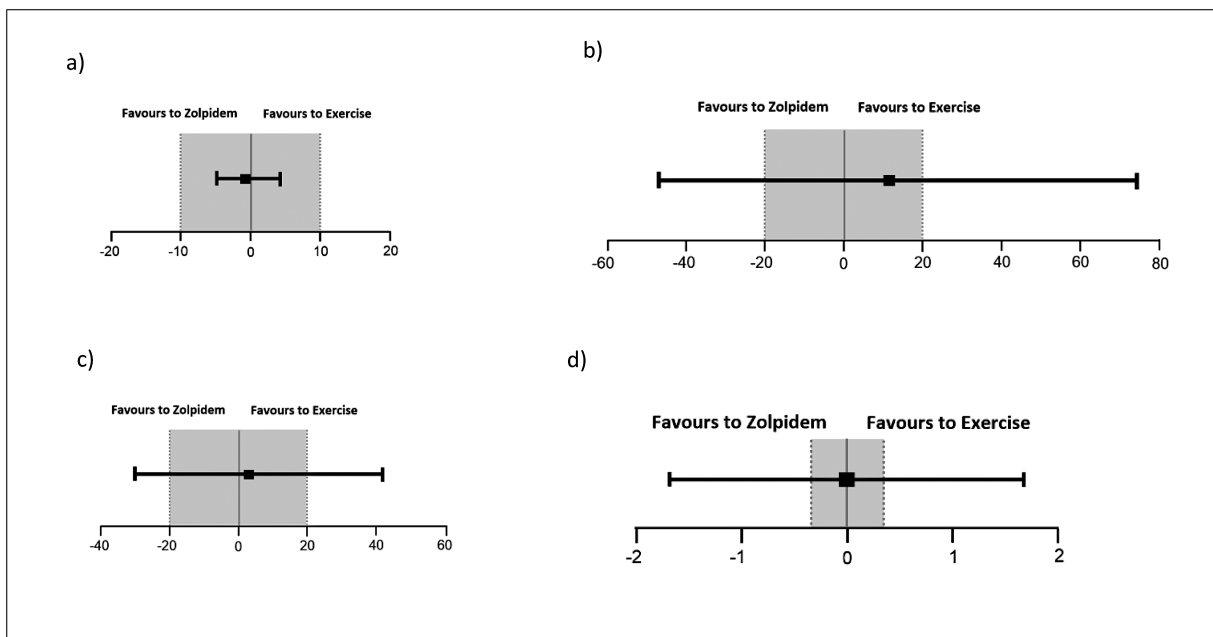 a)
Favours to Zolpidem Favours to Exercise
-20 -10 0 10 20
b)
Favours to Zolpidem Favours to Exercise
-60 -40 -20 0 20 40 60 80
c)
Favours to Zolpidem Favours to Exercise
-40 -20 0 20 40 60
d)
Favours to Zolpidem Favours to Exercise
-2 -1 0 1 2